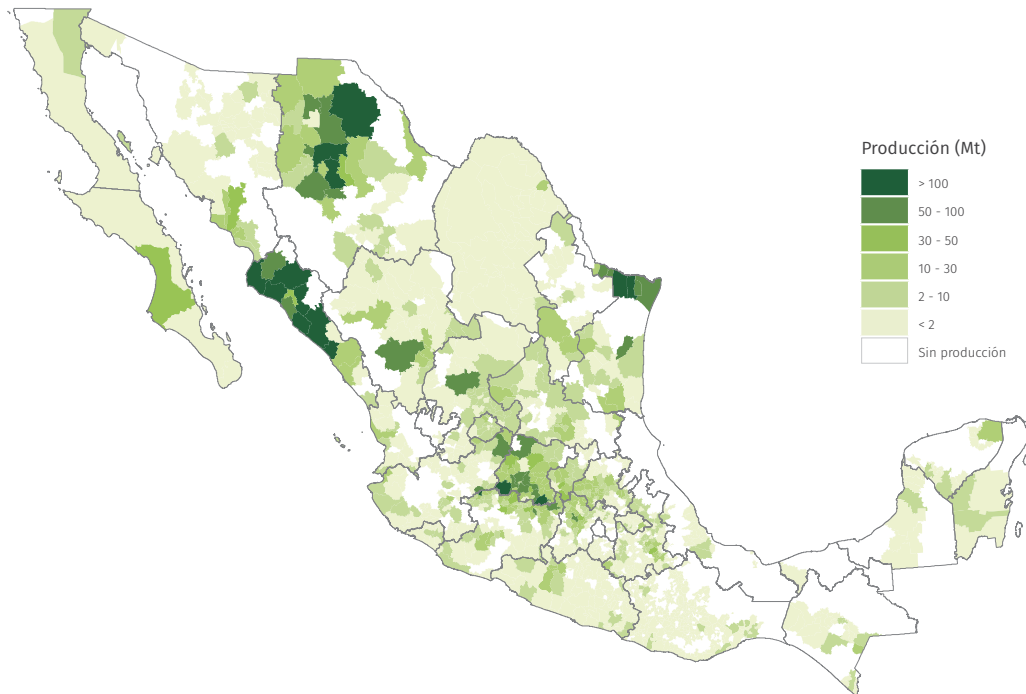 Producción (Mt)
> 100
50 - 100
30 - 50
10 - 30
2 - 10
< 2
Sin producción